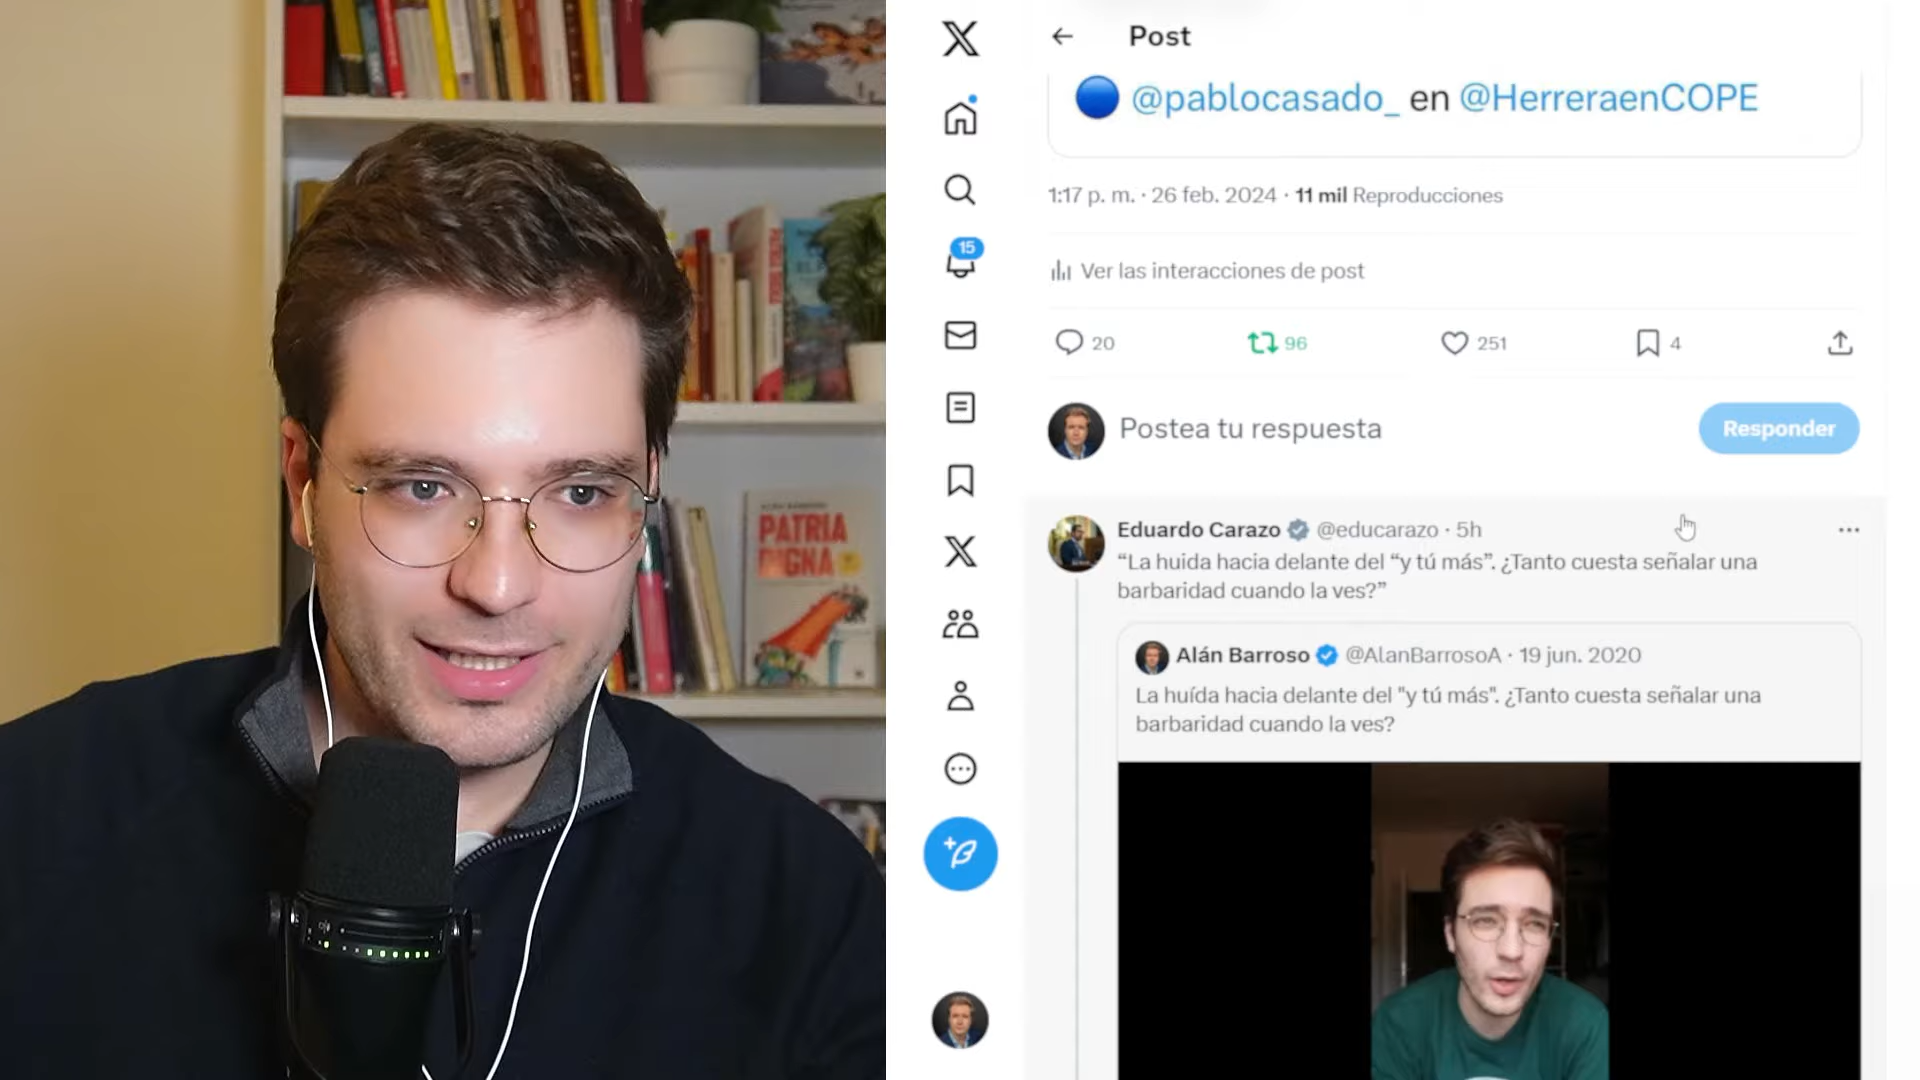 PATRIA
DIGNA
Post
@pablocasado_ en @HerreraenCOPE
1:17 p. m. · 26 feb. 2024 · 11 mil Reproducciones
Ver las interacciones de post
20 96 251 4
Postea tu respuesta
Responder
15
Eduardo Carazo @educarazo · 5h
“La huida hacia delante del “y tú más”. ¿Tanto cuesta señalar una
barbaridad cuando la ves?”
Alán Barroso @AlanBarrosoA · 19 jun. 2020
La huída hacia delante del "y tú más". ¿Tanto cuesta señalar una
barbaridad cuando la ves?